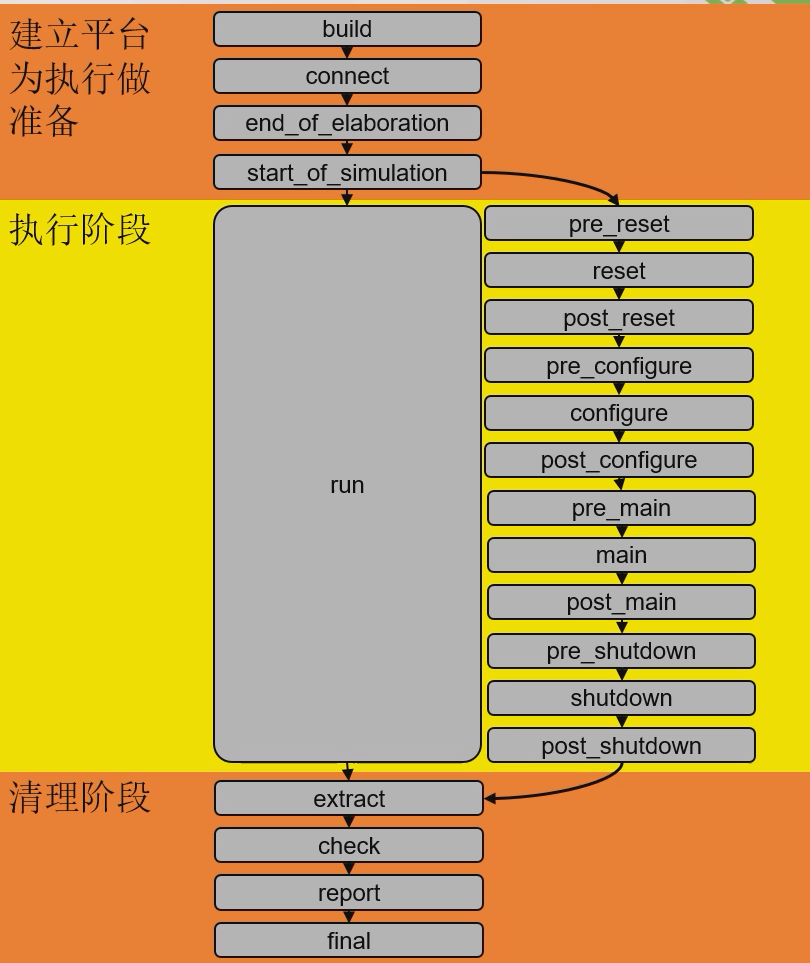 建立平台
为执行做
准备
build
connect
end_of_elaboration
start_of_simulation
执行阶段
run
pre_reset
reset
post_reset
pre_configure
configure
post_configure
pre_main
main
post_main
pre_shutdown
shutdown
post_shutdown
清理阶段
extract
check
report
final